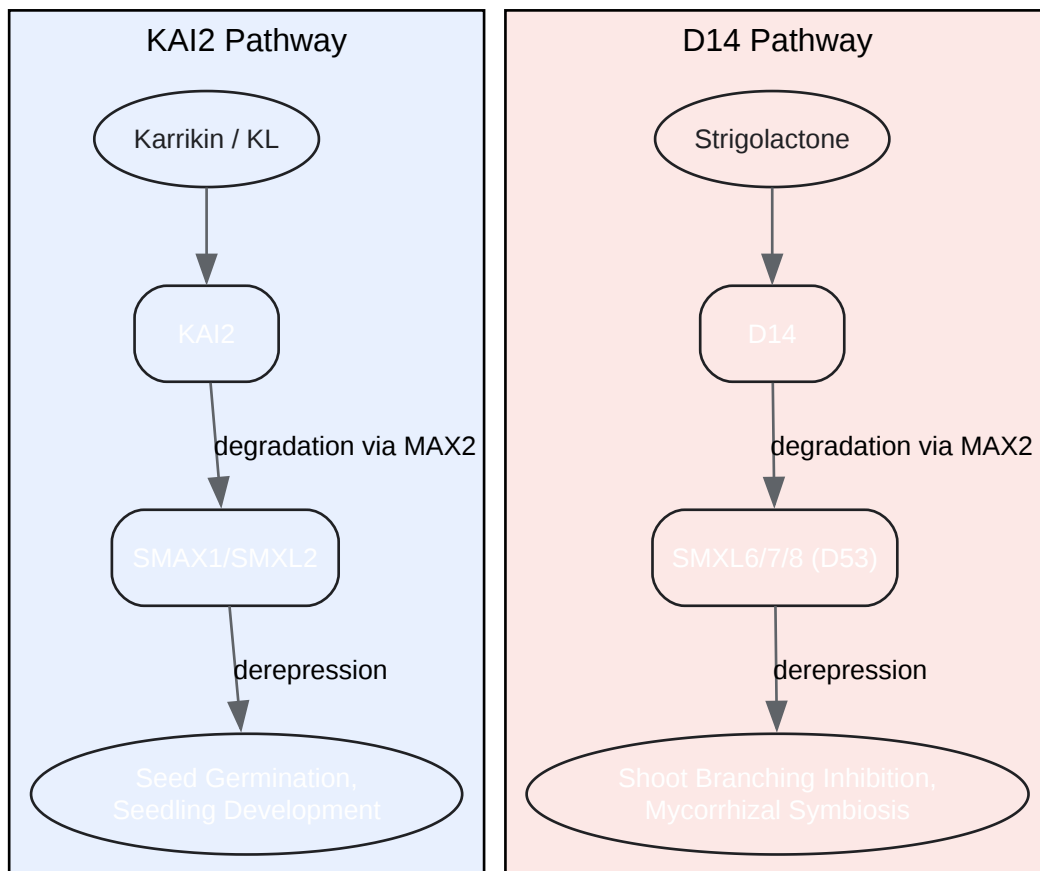 KAI2 Pathway
Karrikin / KL
KAI2
degradation via MAX2
SMAX1/SMXL2
derepression
Seed Germination,
Seedling Development
D14 Pathway
Strigolactone
D14
degradation via MAX2
SMXL6/7/8 (D53)
derepression
Shoot Branching Inhibition,
Mycorrhizal Symbiosis